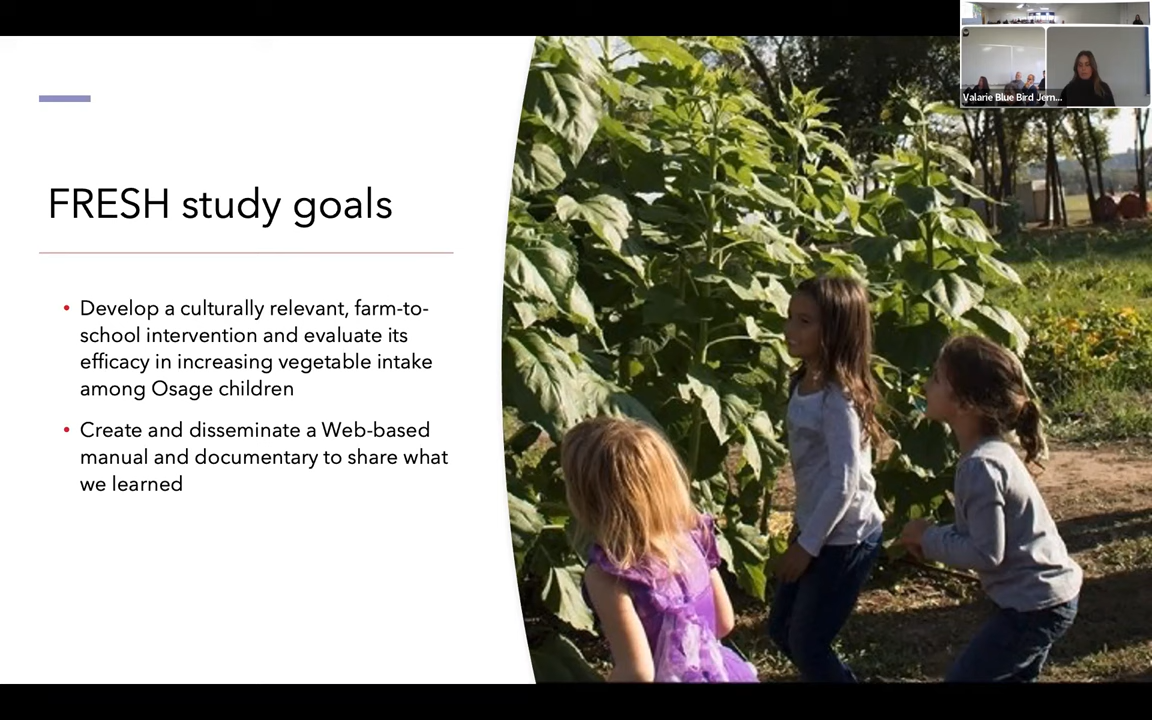 Valarie Blue Bird Jern...
FRESH study goals
• Develop a culturally relevant, farm-to-
school intervention and evaluate its
efficacy in increasing vegetable intake
among Osage children
• Create and disseminate a Web-based
manual and documentary to share what
we learned